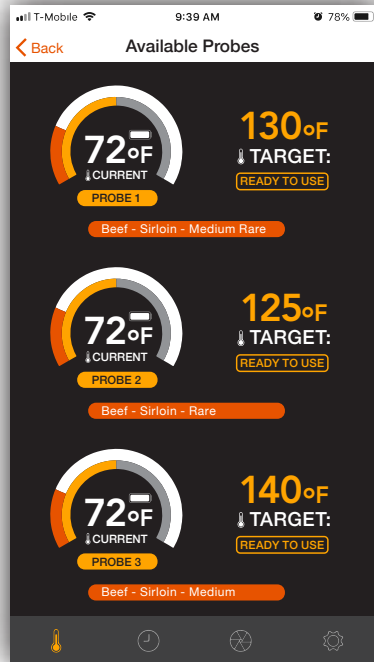 T-Mobile 9:39 AM 78%
Back Available Probes
130°F
72°F TARGET:
CURRENT READY TO USE
PROBE 1
Beef - Sirloin - Medium Rare
125°F
72°F TARGET:
CURRENT READY TO USE
PROBE 2
Beef - Sirloin - Rare
140°F
72°F TARGET:
CURRENT READY TO USE
PROBE 3
Beef - Sirloin - Medium